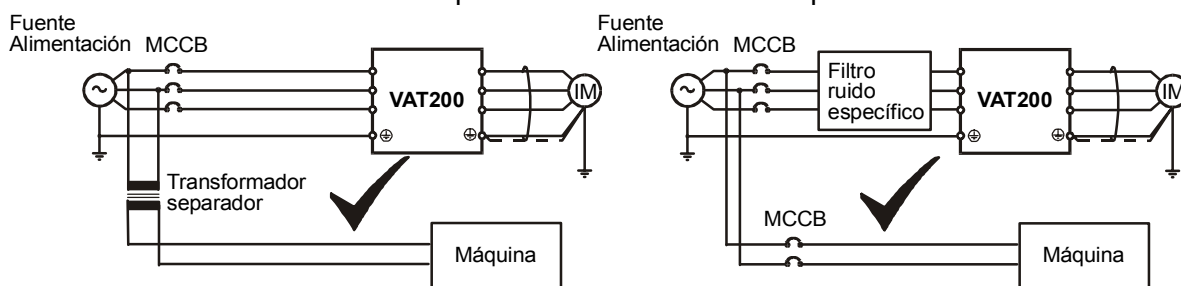 Fuente
Alimentación MCCB
VAT200
~
IM
Transformador
separador
Máquina
Fuente
Alimentación MCCB
Filtro
ruido
específico
VAT200
~
IM
MCCB
Máquina